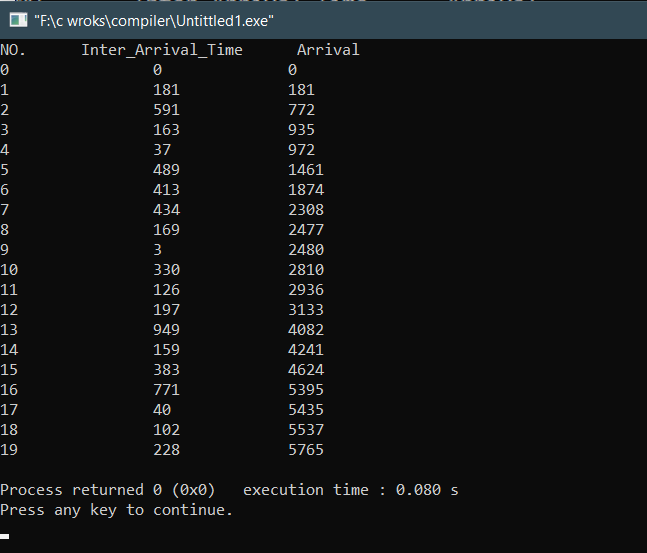 "F:\c wroks\compiler\Untittled1.exe"
NO. Inter_Arrival_Time Arrival
0 0 0
1 181 181
2 591 772
3 163 935
4 37 972
5 489 1461
6 413 1874
7 434 2308
8 169 2477
9 3 2480
10 330 2810
11 126 2936
12 197 3133
13 949 4082
14 159 4241
15 383 4624
16 771 5395
17 40 5435
18 102 5537
19 228 5765
Process returned 0 (0x0) execution time : 0.080 s
Press any key to continue.